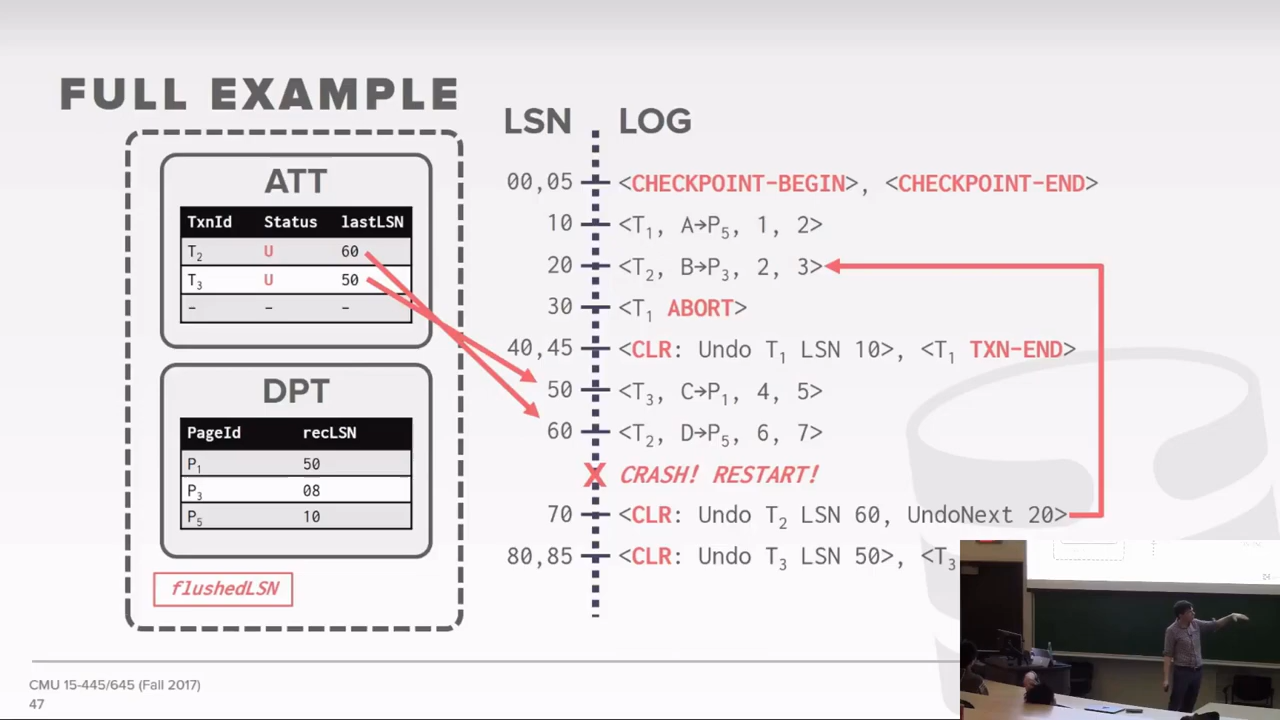 FULL EXAMPLE
ATT
TxnId Status lastLSN
T₂ U 60
T₃ U 50
- - -
DPT
PageId recLSN
P₁ 50
P₃ 08
P₅ 10
flushedLSN
LSN LOG
00,05 <CHECKPOINT-BEGIN>, <CHECKPOINT-END>
10 <T₁, A→P₅, 1, 2>
20 <T₂, B→P₃, 2, 3>
30 <T₁ ABORT>
40,45 <CLR: Undo T₁ LSN 10>, <T₁ TXN-END>
50 <T₃, C→P₁, 4, 5>
60 <T₂, D→P₅, 6, 7>
X CRASH! RESTART!
70 <CLR: Undo T₂ LSN 60, UndoNext 20>
80,85 <CLR: Undo T₃ LSN 50>, <T₃
CMU 15-445/645 (Fall 2017)
47